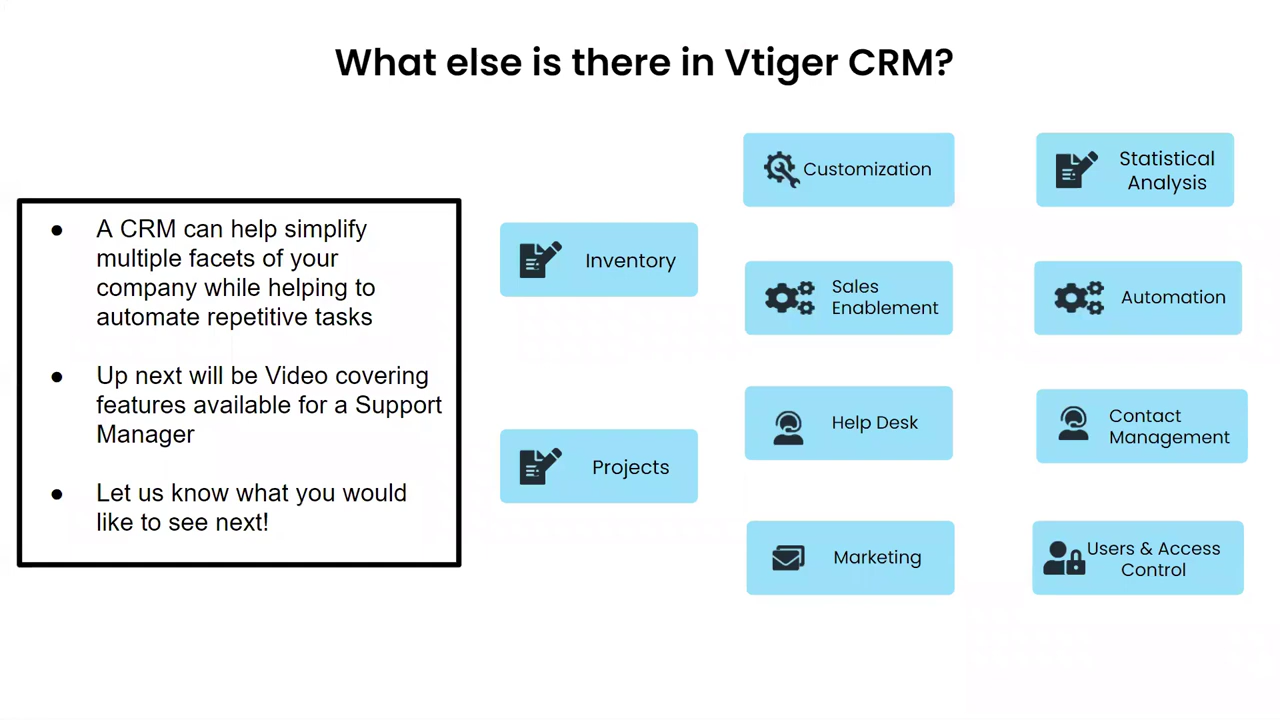 What else is there in Vtiger CRM?
● A CRM can help simplify
multiple facets of your
company while helping to
automate repetitive tasks
● Up next will be Video covering
features available for a Support
Manager
● Let us know what you would
like to see next!
Inventory
Projects
Customization
Sales
Enablement
Help Desk
Marketing
Statistical
Analysis
Automation
Contact
Management
Users & Access
Control